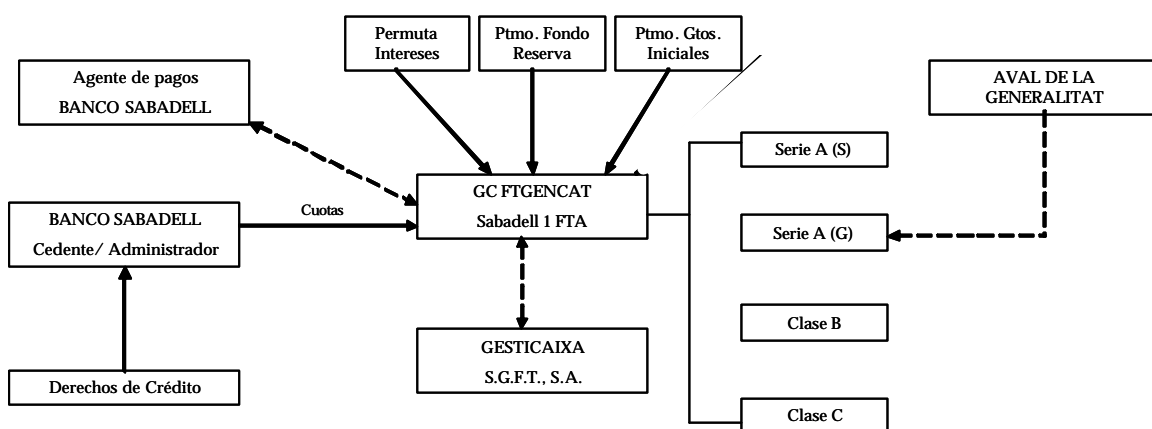 Permuta
Intereses
Ptmo. Fondo
Reserva
Ptmo. Gtos.
Iniciales
Agente de pagos
BANCO SABADELL
AVAL DE LA
GENERALITAT
Serie A (S)
GC FTGENCAT
Sabadell 1 FTA
Cuotas
BANCO SABADELL
Cedente/ Administrador
Serie A (G)
Clase B
GESTICAIXA
S.G.F.T., S.A.
Derechos de Crédito
Clase C